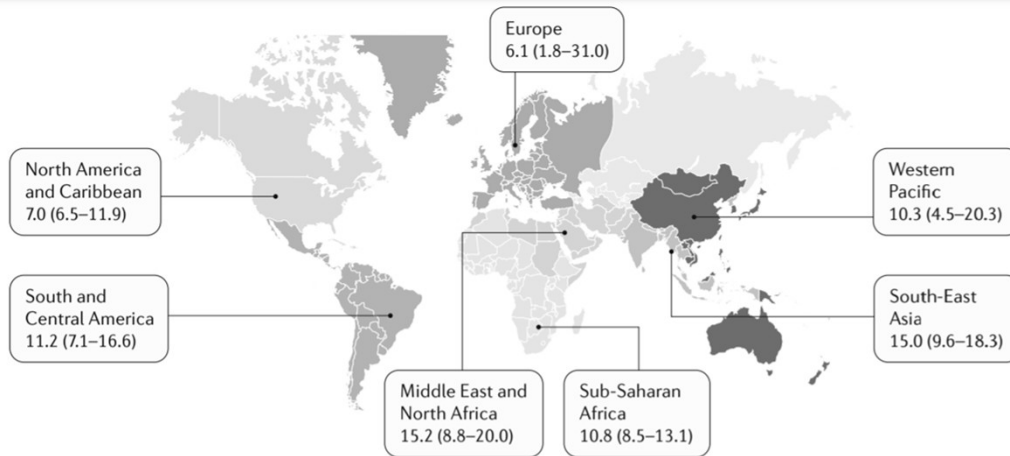 Europe
6.1 (1.8–31.0)
North America
and Caribbean
7.0 (6.5–11.9)
Western
Pacific
10.3 (4.5–20.3)
South and
Central America
11.2 (7.1–16.6)
South-East
Asia
15.0 (9.6–18.3)
Middle East and
North Africa
15.2 (8.8–20.0)
Sub-Saharan
Africa
10.8 (8.5–13.1)